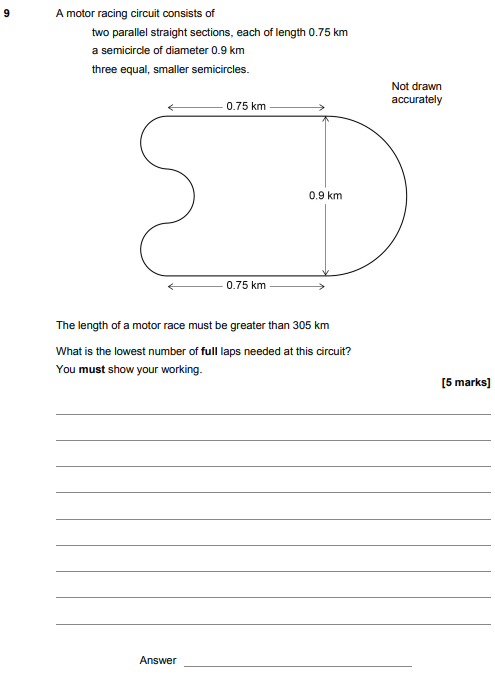 9 A motor racing circuit consists of
two parallel straight sections, each of length 0.75 km
a semicircle of diameter 0.9 km
three equal, smaller semicircles.
Not drawn
accurately
0.75 km
0.9 km
0.75 km
The length of a motor race must be greater than 305 km
What is the lowest number of full laps needed at this circuit?
You must show your working.
[5 marks]
Answer